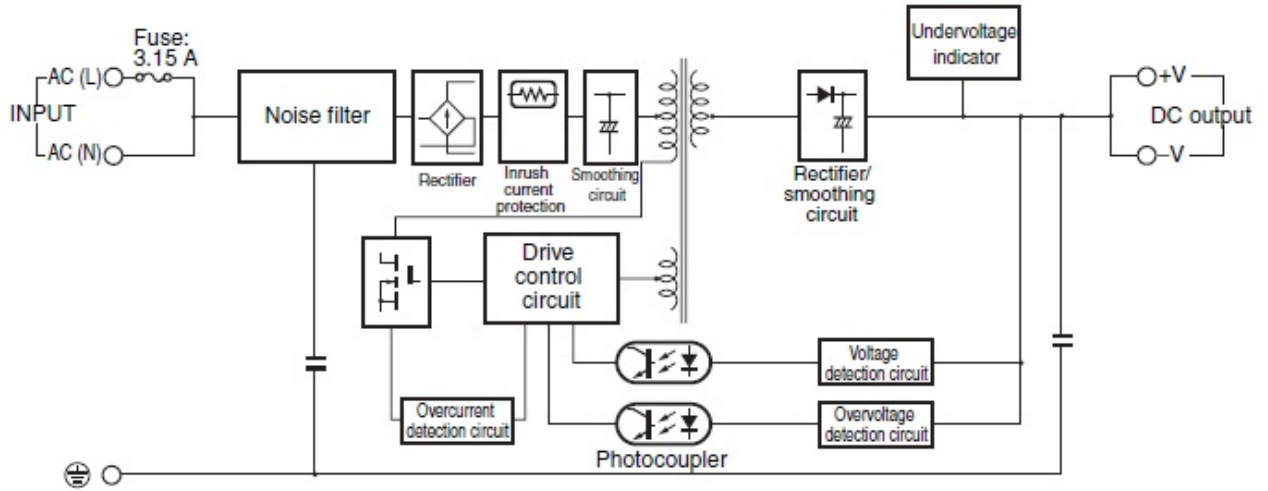 Fuse:
3.15 A
AC (L)
INPUT
AC (N)
Noise filter
Rectifier
Inrush
current
protection
Smoothing
circuit
Rectifier/
smoothing
circuit
Undervoltage
indicator
+V
DC output
–V
Drive
control
circuit
Voltage
detection circuit
Overcurrent
detection circuit
Overvoltage
detection circuit
Photocoupler